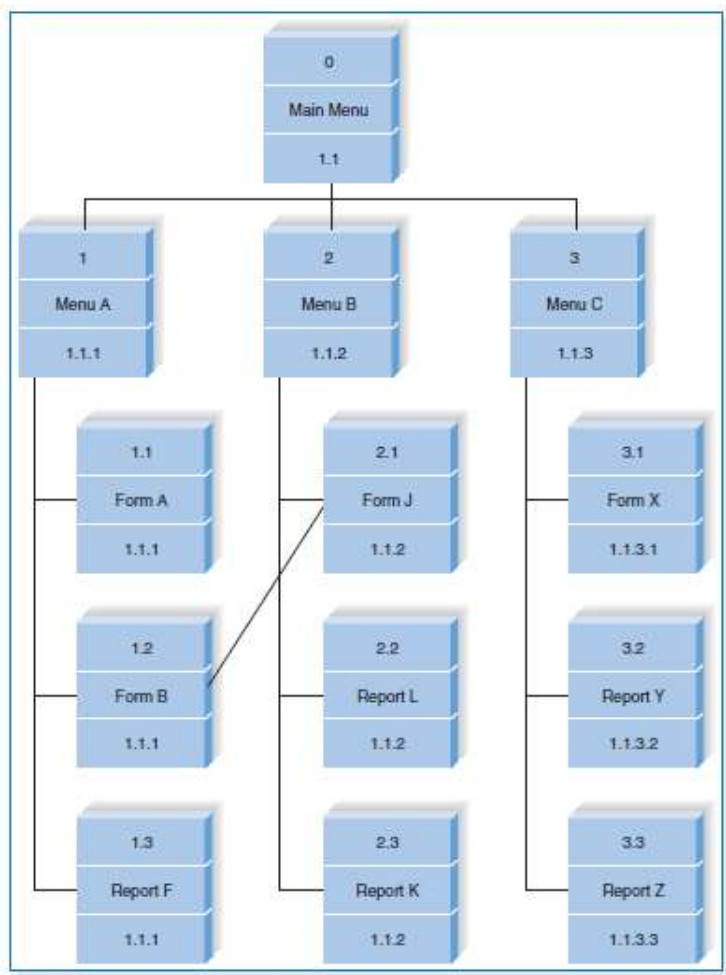 0
Main Menu
1.1
1
Menu A
1.1.1
2
Menu B
1.1.2
3
Menu C
1.1.3
1.1
Form A
1.1.1
2.1
Form J
1.1.2
3.1
Form X
1.1.3.1
1.2
Form B
1.1.1
2.2
Report L
1.1.2
3.2
Report Y
1.1.3.2
1.3
Report F
1.1.1
2.3
Report K
1.1.2
3.3
Report Z
1.1.3.3